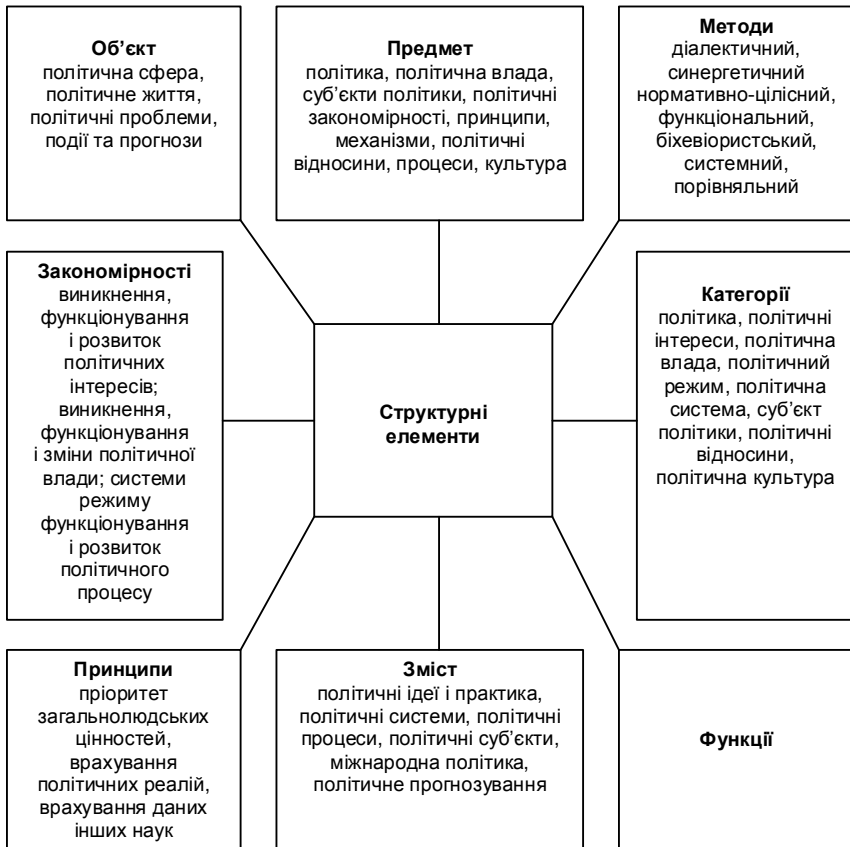 Об’єкт
політична сфера,
політичне життя,
політичні проблеми,
події та прогнози
Предмет
політика, політична влада,
суб’єкти політики, політичні
закономірності, принципи,
механізми, політичні
відносини, процеси, культура
Методи
діалектичний,
синергетичний
нормативно-цілісний,
функціональний,
біхевіористський,
системний,
порівняльний
Закономірності
виникнення,
функціонування
і розвиток
політичних
інтересів;
виникнення,
функціонування
і зміни політичної
влади; системи
режиму
функціонування
і розвиток
політичного
процесу
Структурні
елементи
Категорії
політика, політичні
інтереси, політична
влада, політичний
режим, політична
система, суб’єкт
політики, політичні
відносини,
політична культура
Принципи
пріоритет
загальнолюдських
цінностей,
врахування
політичних реалій,
врахування даних
інших наук
Зміст
політичні ідеї і практика,
політичні системи, політичні
процеси, політичні суб’єкти,
міжнародна політика,
політичне прогнозування
Функції